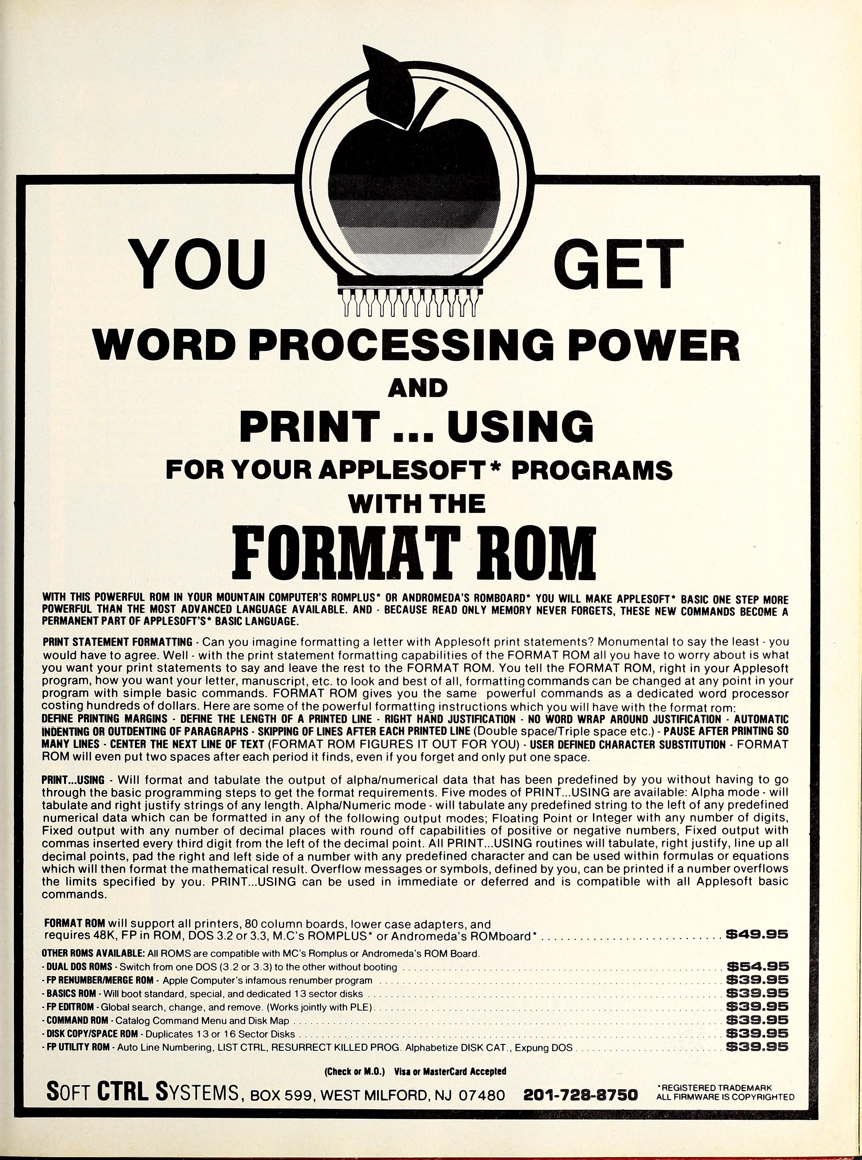 YOU GET
WORD PROCESSING POWER
AND
PRINT ... USING
FOR YOUR APPLESOFT* PROGRAMS
WITH THE
FORMAT ROM
WITH THIS POWERFUL ROM IN YOUR MOUNTAIN COMPUTER'S ROMPLUS* OR ANDROMEDA'S ROMBOARD* YOU WILL MAKE APPLESOFT* BASIC ONE STEP MORE
POWERFUL THAN THE MOST ADVANCED LANGUAGE AVAILABLE. AND - BECAUSE READ ONLY MEMORY NEVER FORGETS, THESE NEW COMMANDS BECOME A
PERMANENT PART OF APPLESOFT'S* BASIC LANGUAGE.
PRINT STATEMENT FORMATTING - Can you imagine formatting a letter with Applesoft print statements? Monumental to say the least - you
would have to agree. Well - with the print statement formatting capabilities of the FORMAT ROM all you have to worry about is what
you want your print statements to say and leave the rest to the FORMAT ROM. You tell the FORMAT ROM, right in your Applesoft
program, how you want your letter, manuscript, etc. to look and best of all, formatting commands can be changed at any point in your
program with simple basic commands. FORMAT ROM gives you the same powerful commands as a dedicated word processor
costing hundreds of dollars. Here are some of the powerful formatting instructions which you will have with the format rom:
DEFINE PRINTING MARGINS - DEFINE THE LENGTH OF A PRINTED LINE - RIGHT HAND JUSTIFICATION - NO WORD WRAP AROUND JUSTIFICATION - AUTOMATIC
INDENTING OR OUTDENTING OF PARAGRAPHS - SKIPPING OF LINES AFTER EACH PRINTED LINE (Double space/Triple space etc.) - PAUSE AFTER PRINTING SO
MANY LINES - CENTER THE NEXT LINE OF TEXT (FORMAT ROM FIGURES IT OUT FOR YOU) - USER DEFINED CHARACTER SUBSTITUTION - FORMAT
ROM will even put two spaces after each period it finds, even if you forget and only put one space.
PRINT...USING - Will format and tabulate the output of alpha/numerical data that has been predefined by you without having to go
through the basic programming steps to get the format requirements. Five modes of PRINT...USING are available: Alpha mode - will
tabulate and right justify strings of any length. Alpha/Numeric mode - will tabulate any predefined string to the left of any predefined
numerical data which can be formatted in any of the following output modes; Floating Point or Integer with any number of digits,
Fixed output with any number of decimal places with round off capabilities of positive or negative numbers, Fixed output with
commas inserted every third digit from the left of the decimal point. All PRINT...USING routines will tabulate, right justify, line up all
decimal points, pad the right and left side of a number with any predefined character and can be used within formulas or equations
which will then format the mathematical result. Overflow messages or symbols, defined by you, can be printed if a number overflows
the limits specified by you. PRINT...USING can be used in immediate or deferred and is compatible with all Applesoft basic
commands.
FORMAT ROM will support all printers, 80 column boards, lower case adapters, and
requires 48K, FP in ROM, DOS 3.2 or 3.3, M.C's ROMPLUS* or Andromeda's ROMboard* ........................... $49.95
OTHER ROMS AVAILABLE: All ROMS are compatible with MC's Romplus or Andromeda's ROM Board.
- DUAL DOS ROMS - Switch from one DOS (3.2 or 3.3) to the other without booting ........................... $54.95
- FP RENUMBER/MERGE ROM - Apple Computer's infamous renumber program ........................... $39.95
- BASICS ROM - Will boot standard, special, and dedicated 13 sector disks ........................... $39.95
- FP EDITROM - Global search, change, and remove. (Works jointly with PLE) ........................... $39.95
- COMMAND ROM - Catalog Command Menu and Disk Map ........................... $39.95
- DISK COPY/SPACE ROM - Duplicates 13 or 16 Sector Disks ........................... $39.95
- FP UTILITY ROM - Auto Line Numbering, LIST CTRL, RESURRECT KILLED PROG. Alphabetize DISK CAT., Expung DOS ........................... $39.95
(Check or M.O.) Visa or MasterCard Accepted
SOFT CTRL SYSTEMS, BOX 599, WEST MILFORD, NJ 07480 201-728-8750
*REGISTERED TRADEMARK
ALL FIRMWARE IS COPYRIGHTED